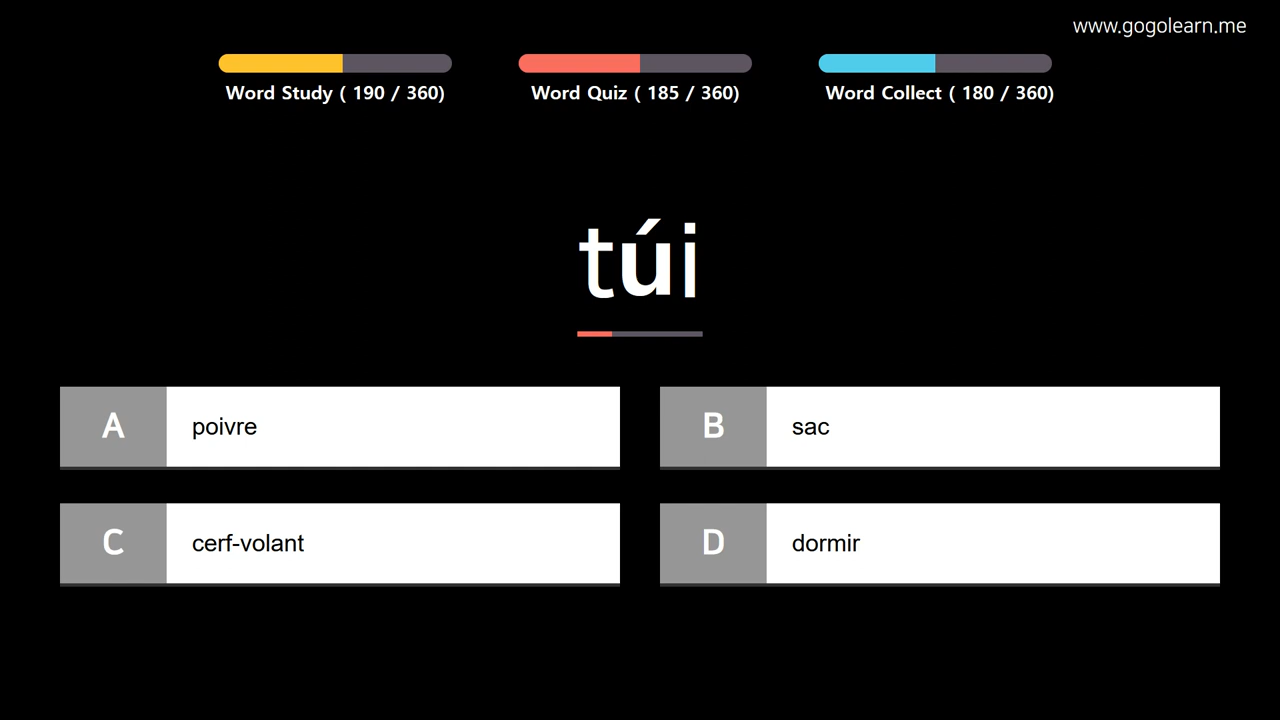 www.gogolearn.me
Word Study ( 190 / 360)
Word Quiz ( 185 / 360)
Word Collect ( 180 / 360)
túi
A poivre
B sac
C cerf-volant
D dormir